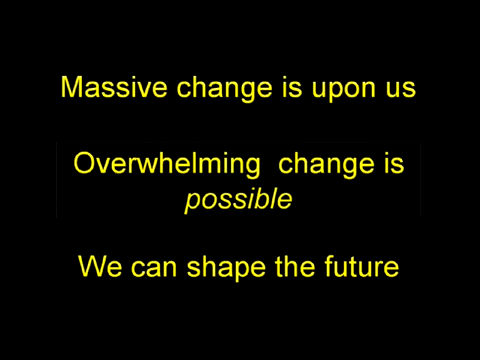 Massive change is upon us
Overwhelming  change is
possible
We can shape the future